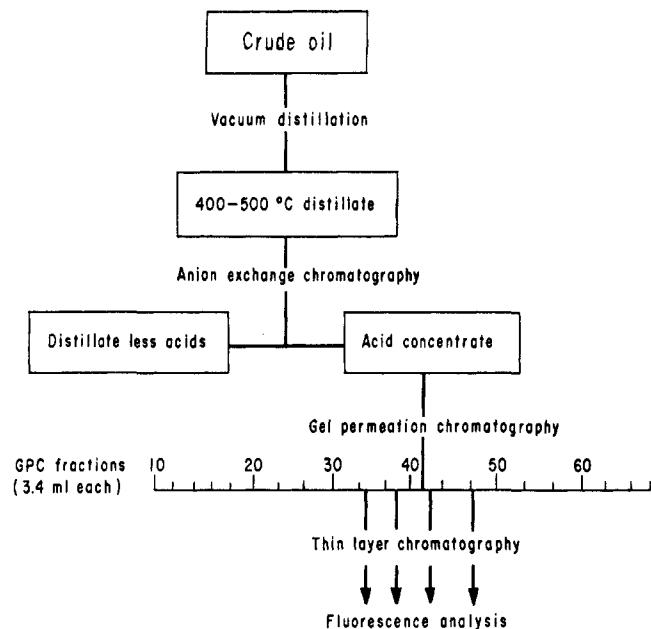 Crude oil
Vacuum distillation
400–500 °C distillate
Anion exchange chromatography
Distillate less acids
Acid concentrate
Gel permeation chromatography
GPC fractions
(3.4 ml each)
10 20 30 40 50 60
Thin layer chromatography
Fluorescence analysis